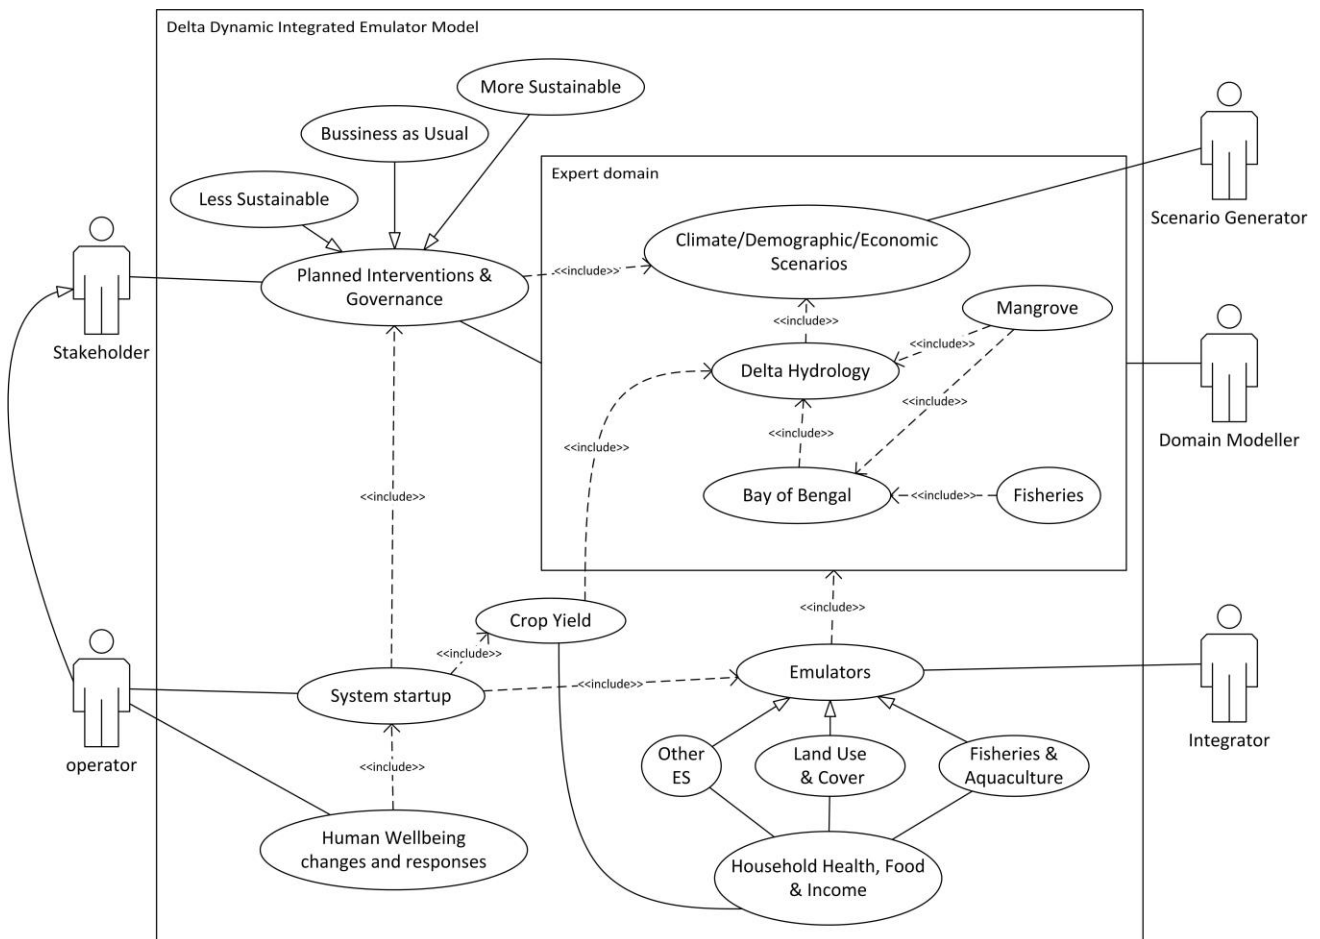 Delta Dynamic Integrated Emulator Model
More Sustainable
Bussiness as Usual
Less Sustainable
Expert domain
Climate/Demographic/Economic
Scenarios
Scenario Generator
Planned Interventions &
Governance
<<include>>
Stakeholder
Mangrove
<<include>>
<<include>>
Delta Hydrology
<<include>>
Domain Modeller
<<include>>
<<include>>
<<include>>
Bay of Bengal
<<include>>
Fisheries
<<include>>
Crop Yield
<<include>>
<<include>>
Emulators
System startup
<<include>>
operator
Integrator
<<include>>
Other
ES
Land Use
& Cover
Fisheries &
Aquaculture
Human Wellbeing
changes and responses
Household Health, Food
& Income